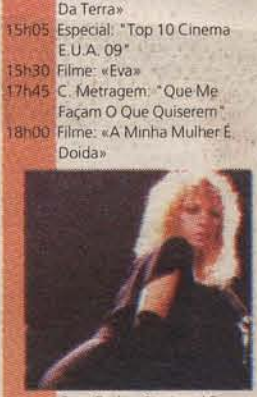 Da Terra»
15h05 Especial: "Top 10 Cinema
E.U.A. 09"
15h30 Filme: «Eva»
17h45 C. Metragem: "Que Me
Façam O Que Quiserem"
18h00 Filme: «A Minha Mulher É
Doida»